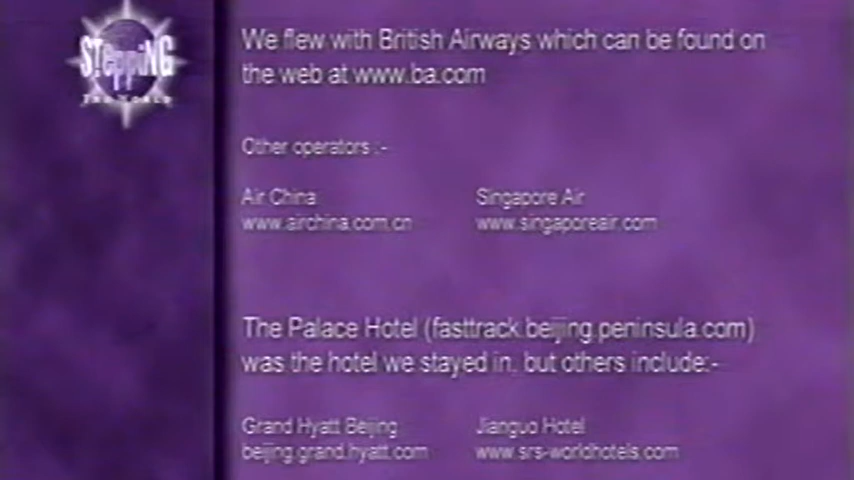 STeppiNG
THE WORLD
We flew with British Airways which can be found on
the web at www.ba.com
Other operators :-
Air China
www.airchina.com.cn
Singapore Air
www.singaporeair.com
The Palace Hotel (fasttrack.beijing.peninsula.com)
was the hotel we stayed in, but others include:-
Grand Hyatt Beijing
beijing.grand.hyatt.com
Jianguo Hotel
www.srs-worldhotels.com